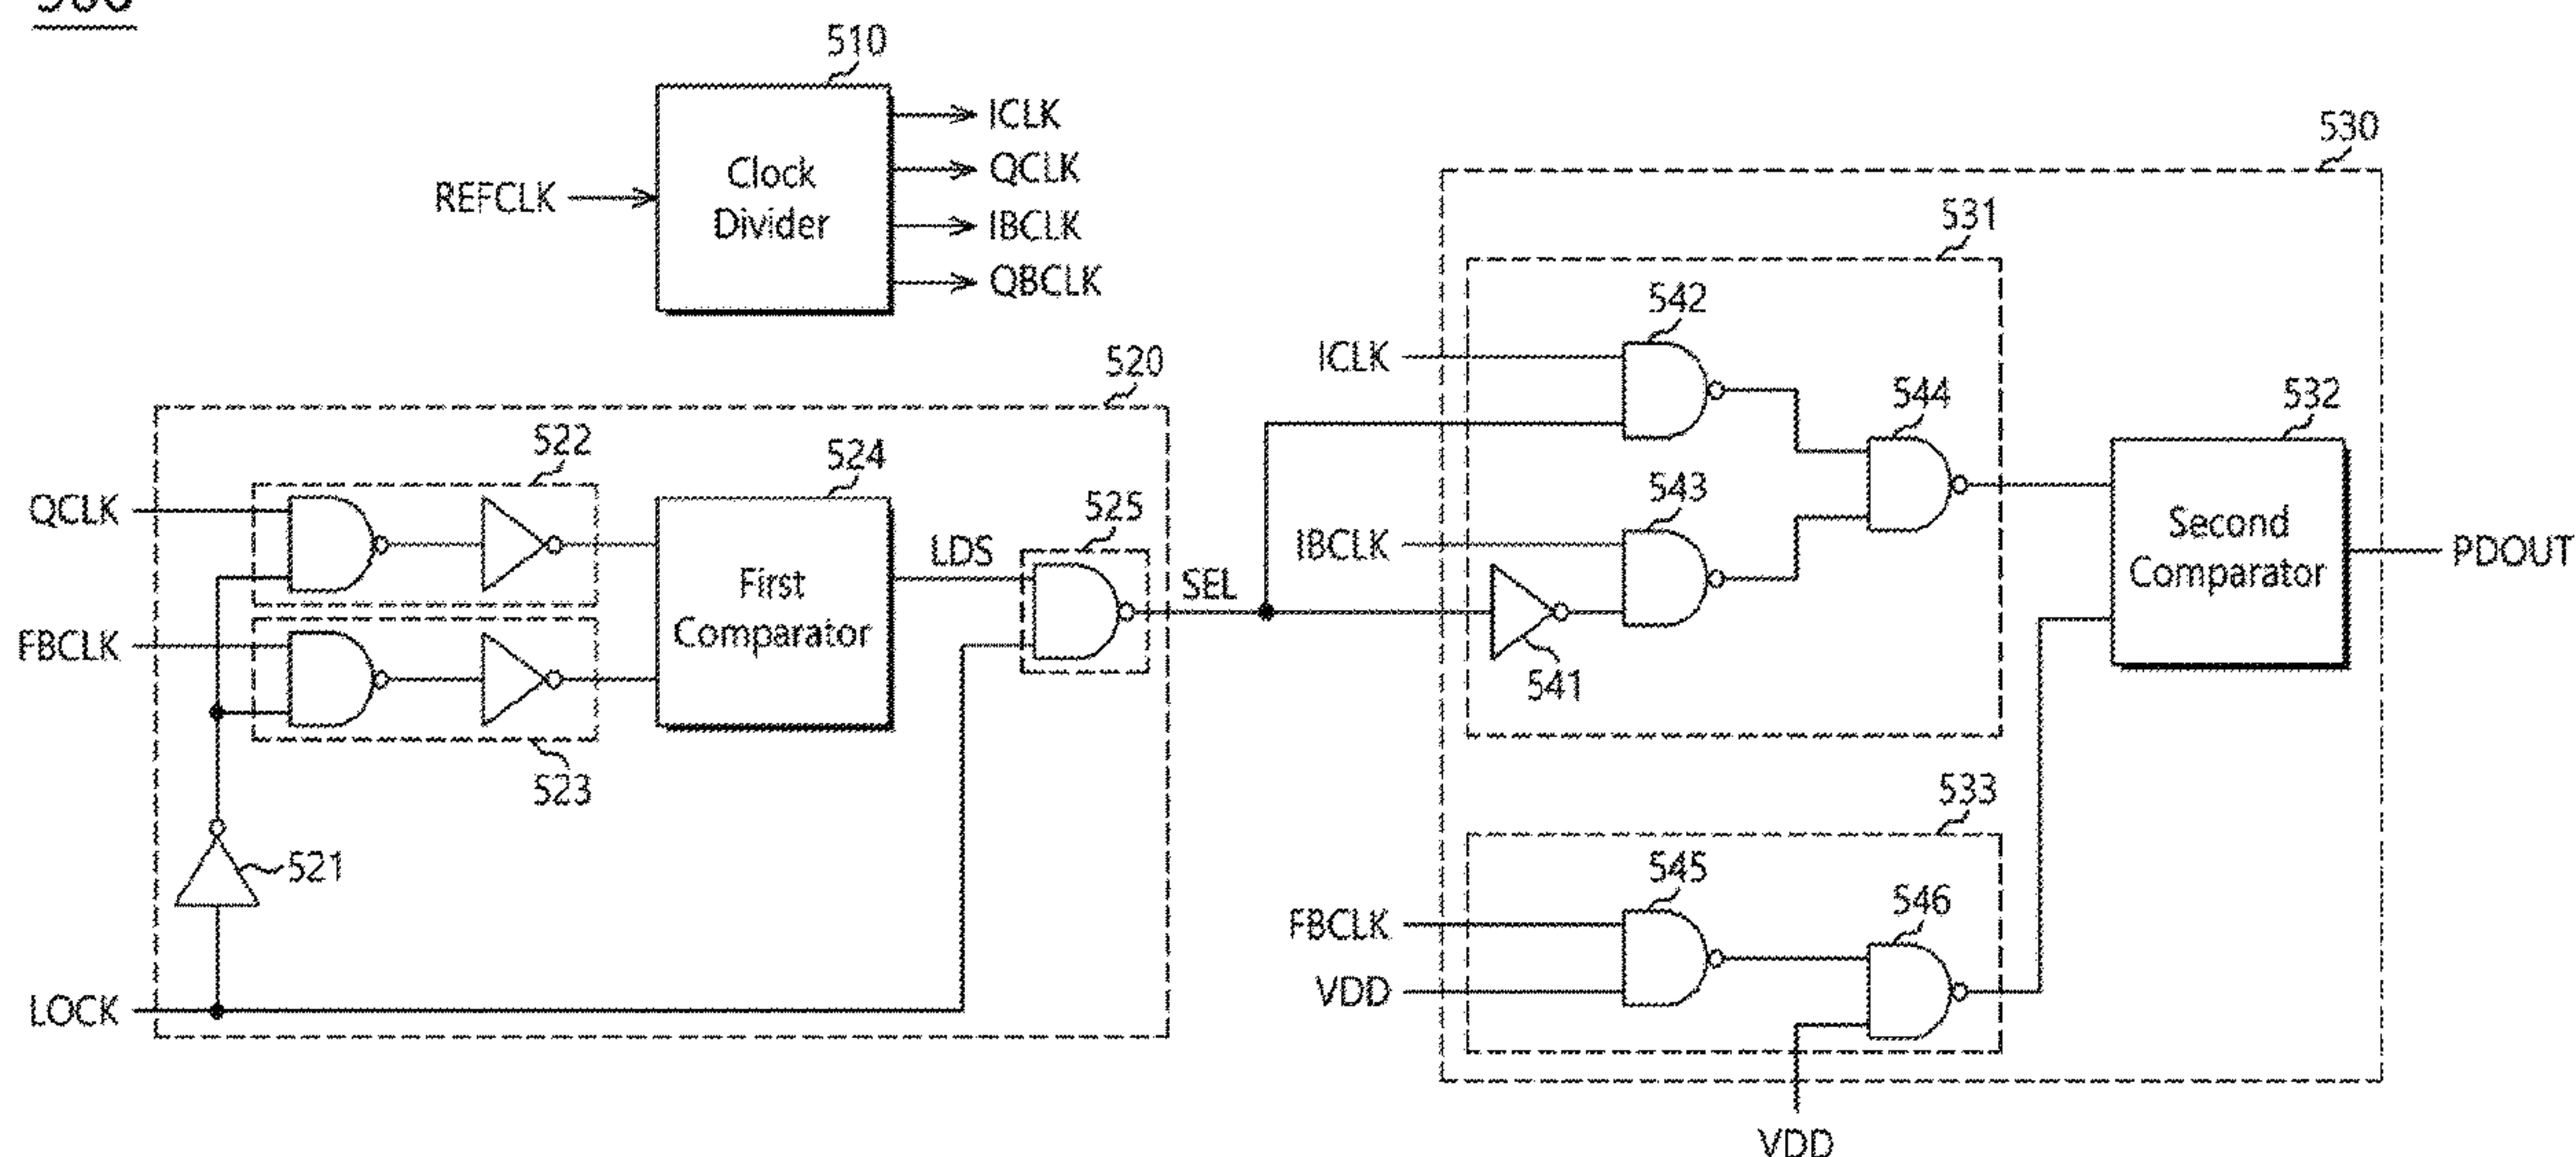 510
REFCLK
Clock
Divider
ICLK
QCLK
IBCLK
QBCLK
520
QCLK
FBCLK
LOCK
521
522
523
524
First
Comparator
LDS
525
SEL
530
531
ICLK
IBCLK
541
542
543
544
532
Second
Comparator
PDOUT
533
FBCLK
VDD
545
546
VDD